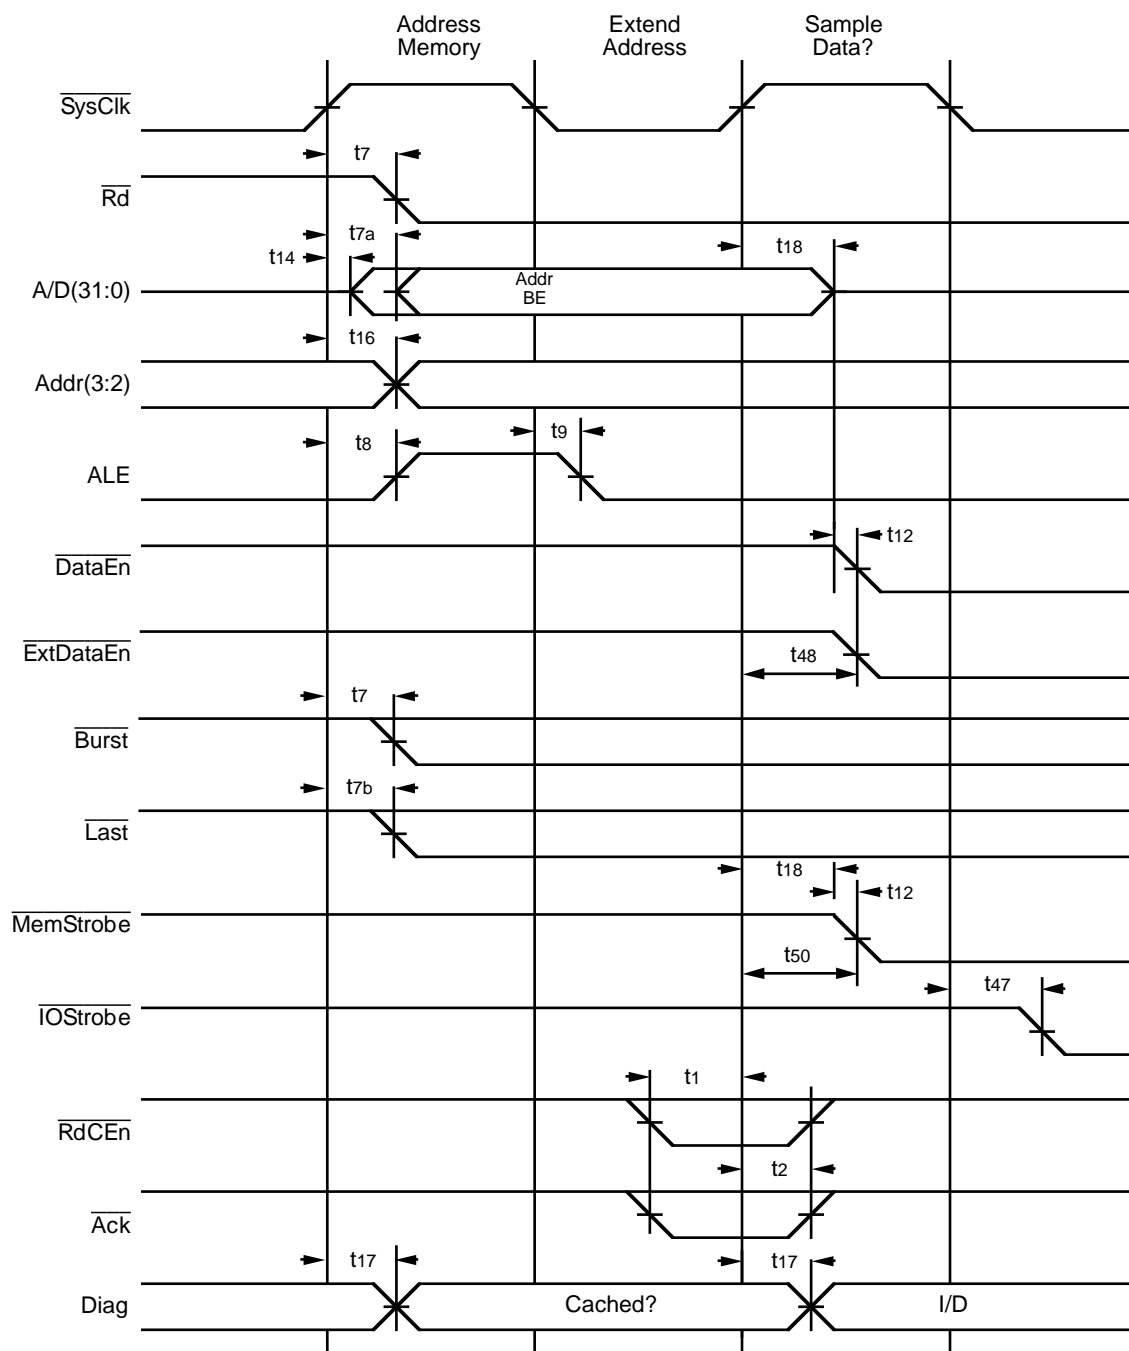 Address
Memory
Extend
Address
Sample
Data?
SysClk
t7
Rd
t7a
t14
t18
A/D(31:0)
Addr
BE
t16
Addr(3:2)
t8
t9
ALE
t12
DataEn
ExtDataEn
t48
t7
Burst
t7b
Last
t18
t12
MemStrobe
t50
t47
IOStrobe
t1
RdCEn
t2
Ack
t17
t17
Diag
Cached?
I/D